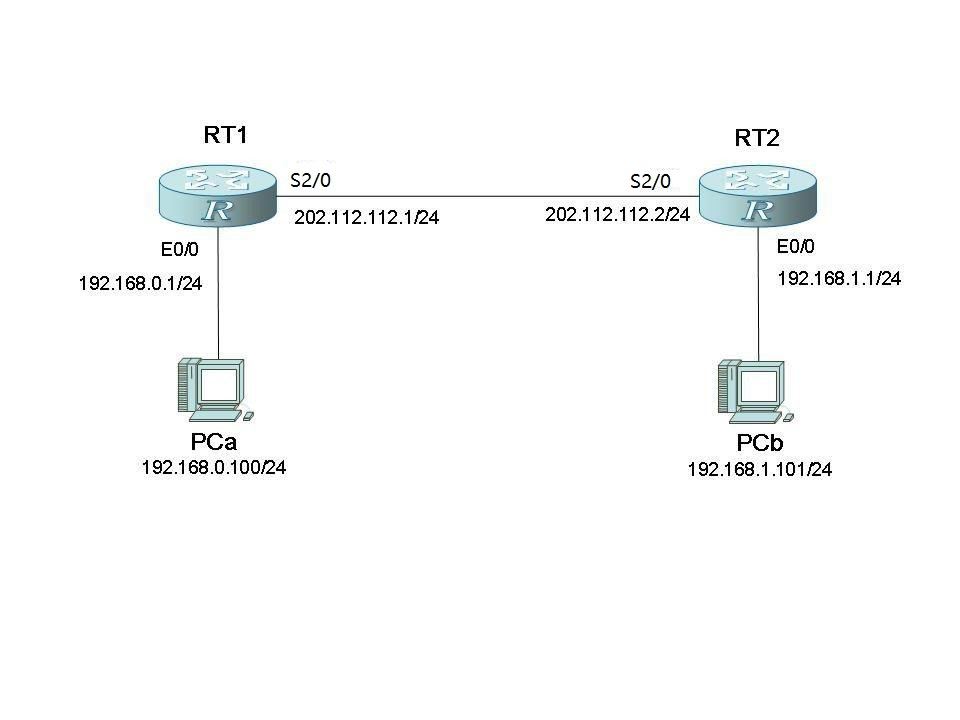 RT1
RT2
S2/0
S2/0
202.112.112.1/24
202.112.112.2/24
R
R
E0/0
E0/0
192.168.0.1/24
192.168.1.1/24
PCa
PCb
192.168.0.100/24
192.168.1.101/24